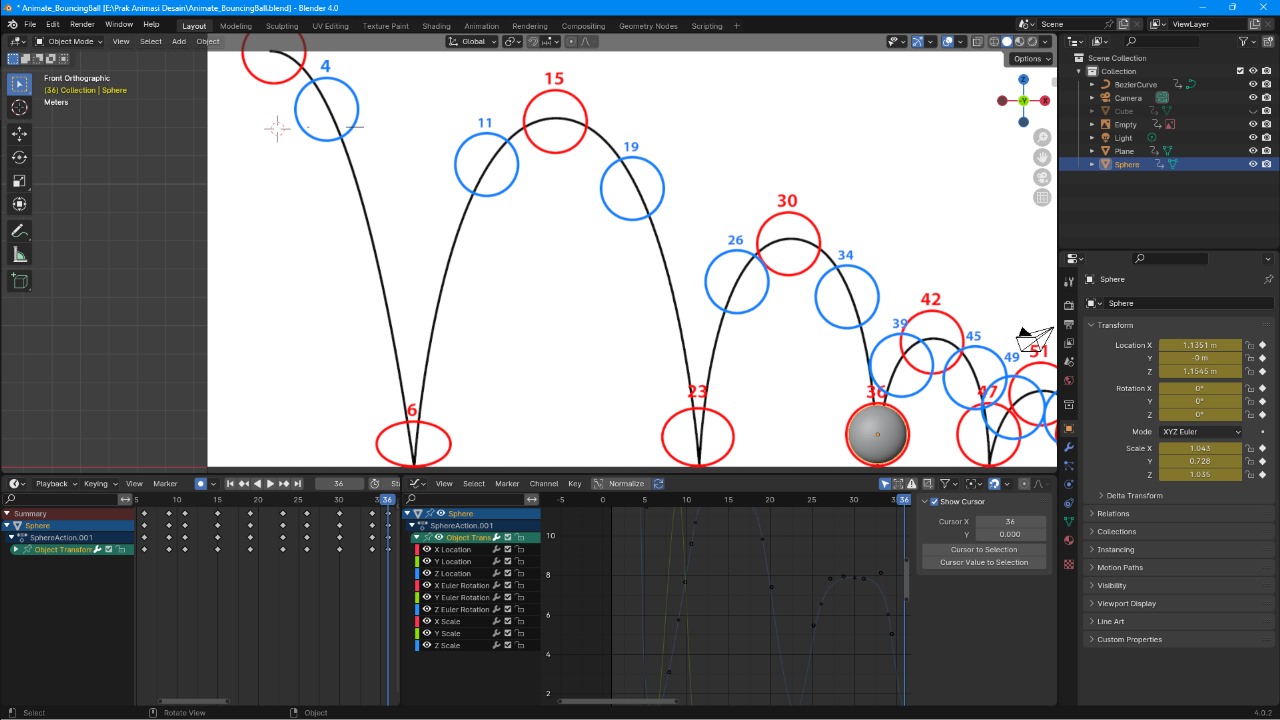 * Animate_BouncingBall [E:\Prak Animasi Desain\Animate_BouncingBall.blend] - Blender 4.0
File Edit Render Window Help Layout Modeling Sculpting UV Editing Texture Paint Shading Animation Rendering Compositing Geometry Nodes Scripting + Scene ViewLayer
Object Mode View Select Add Object Global
Options
Front Orthographic
(36) Collection | Sphere
Meters
Z
Y
X
4
15
11
19
30
26
34
42
39
45
49
51
6
23
36
47
Scene Collection
Collection
BezierCurve
Camera
Cube
Empty
Light
Plane
Sphere
Sphere
Sphere
Transform
Location X 1.1351 m
Y -0 m
Z 1.1545 m
Rotation X 0°
Y 0°
Z 0°
Mode XYZ Euler
Scale X 1.043
Y 0.728
Z 1.035
Delta Transform
Relations
Collections
Instancing
Motion Paths
Visibility
Viewport Display
Line Art
Custom Properties
Playback Keying View Marker 36 St
5 10 15 20 25 30 36
Summary
Sphere
SphereAction.001
Object Transform
View Select Marker Channel Key Normalize
-5 0 5 10 15 20 25 30 36
Sphere
SphereAction.001
Object Trans
X Location
Y Location
Z Location
X Euler Rotation
Y Euler Rotation
Z Euler Rotation
X Scale
Y Scale
Z Scale
10
8
6
4
2
Show Cursor
Cursor X 36
Y 0.000
Cursor to Selection
Cursor Value to Selection
Select Rotate View Object 4.0.2